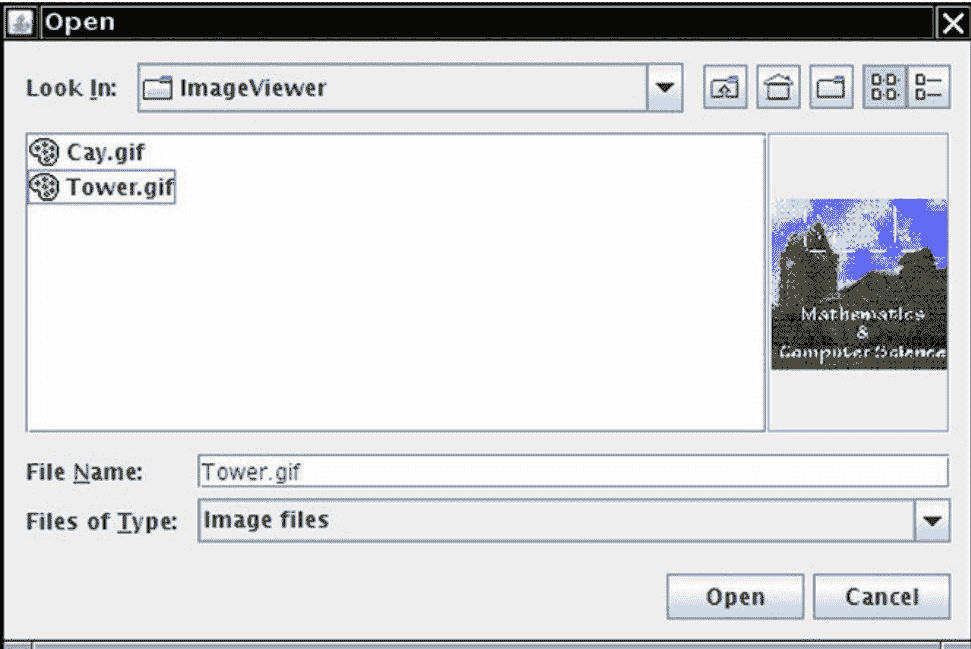 Open
Look In: ImageViewer
Cay.gif
Tower.gif
Mathematics
&
Computer Science
File Name: Tower.gif
Files of Type: Image files
Open Cancel